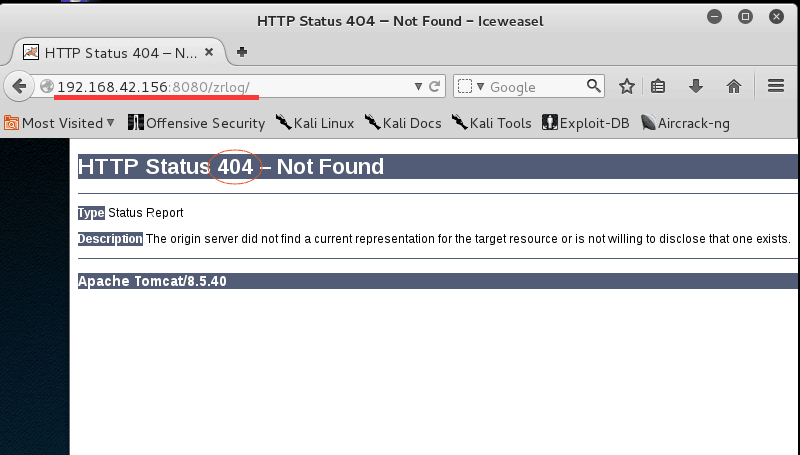 HTTP Status 404 – Not Found - Iceweasel
HTTP Status 404 – N...
192.168.42.156:8080/zrlog/
Google
Most Visited
Offensive Security
Kali Linux
Kali Docs
Kali Tools
Exploit-DB
Aircrack-ng
HTTP Status 404 – Not Found
Type Status Report
Description The origin server did not find a current representation for the target resource or is not willing to disclose that one exists.
Apache Tomcat/8.5.40